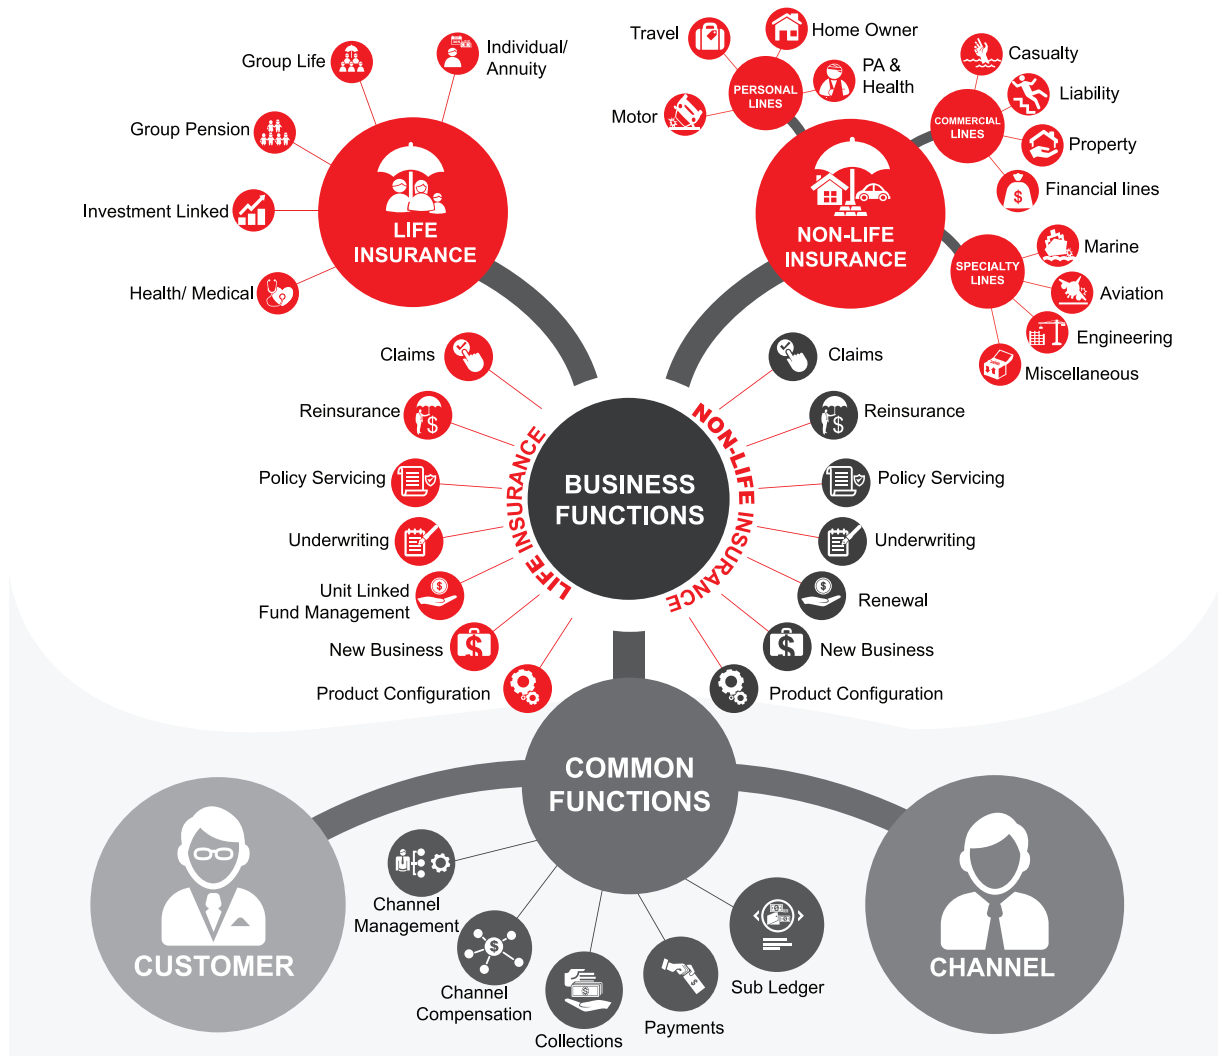 Group Life
Individual/
Annuity
Group Pension
Investment Linked
Health/ Medical
LIFE
INSURANCE
Travel
Home Owner
PA &
Health
Motor
PERSONAL
LINES
Casualty
Liability
Property
Financial lines
COMMERCIAL
LINES
NON-LIFE
INSURANCE
SPECIALTY
LINES
Marine
Aviation
Engineering
Miscellaneous
Claims
Reinsurance
Policy Servicing
Underwriting
Unit Linked
Fund Management
New Business
Product Configuration
LIFE INSURANCE
BUSINESS
FUNCTIONS
NON-LIFE INSURANCE
Claims
Reinsurance
Policy Servicing
Underwriting
Renewal
New Business
Product Configuration
COMMON
FUNCTIONS
CUSTOMER
Channel
Management
Channel
Compensation
Collections
Payments
Sub Ledger
CHANNEL